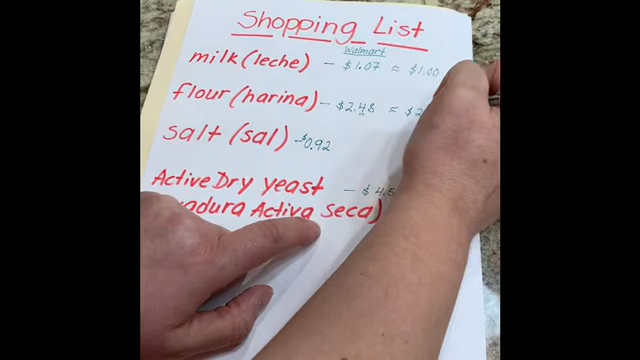 Shopping List
Walmart
milk (leche) - $1.07 ≈ $1.00
flour (harina) - $2.48 ≈
salt (sal) - $0.92
Active Dry yeast -
Activa Seca)